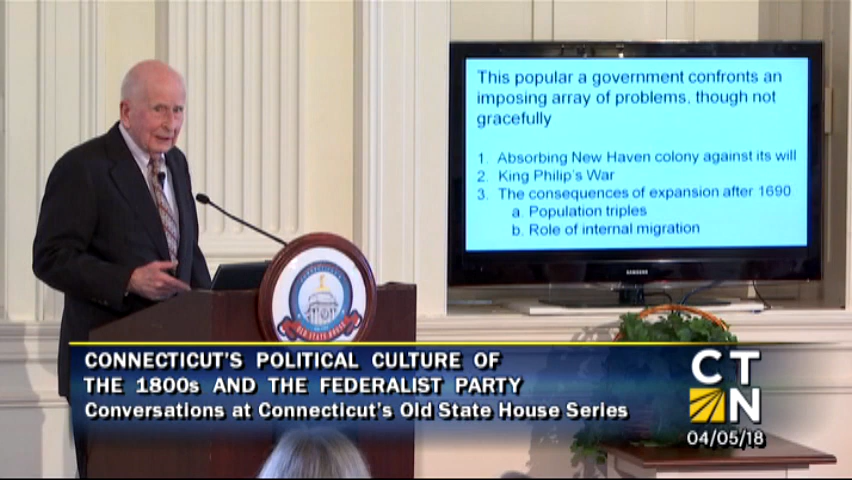 This popular a government confronts an
imposing array of problems, though not
gracefully
1. Absorbing New Haven colony against its will
2. King Philip's War
3. The consequences of expansion after 1690
a. Population triples
b. Role of internal migration
SAMSUNG
OLD STATE HOUSE
CONNECTICUT'S POLITICAL CULTURE OF
THE 1800s AND THE FEDERALIST PARTY
Conversations at Connecticut's Old State House Series
CT
N
04/05/18